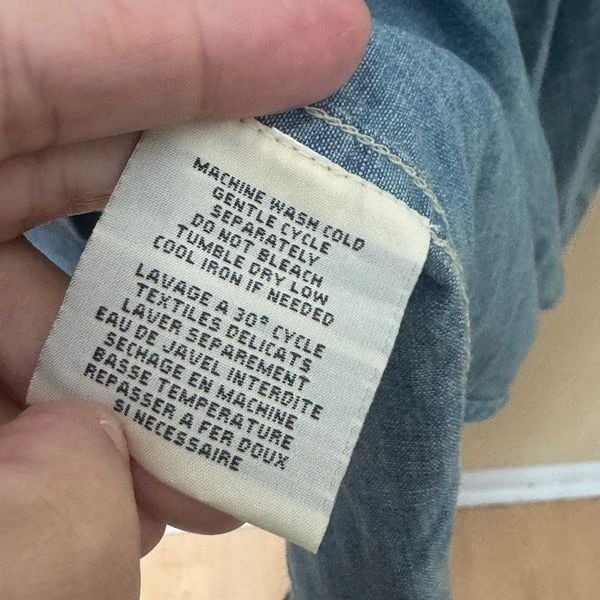 MACHINE WASH COLD
GENTLE CYCLE
SEPARATELY
DO NOT BLEACH
TUMBLE DRY LOW
COOL IRON IF NEEDED
LAVAGE A 30° CYCLE
TEXTILES DELICATS
LAVER SEPAREMENT
EAU DE JAVEL INTERDITE
SECHAGE EN MACHINE
BASSE TEMPERATURE
REPASSER A FER DOUX
SI NECESSAIRE